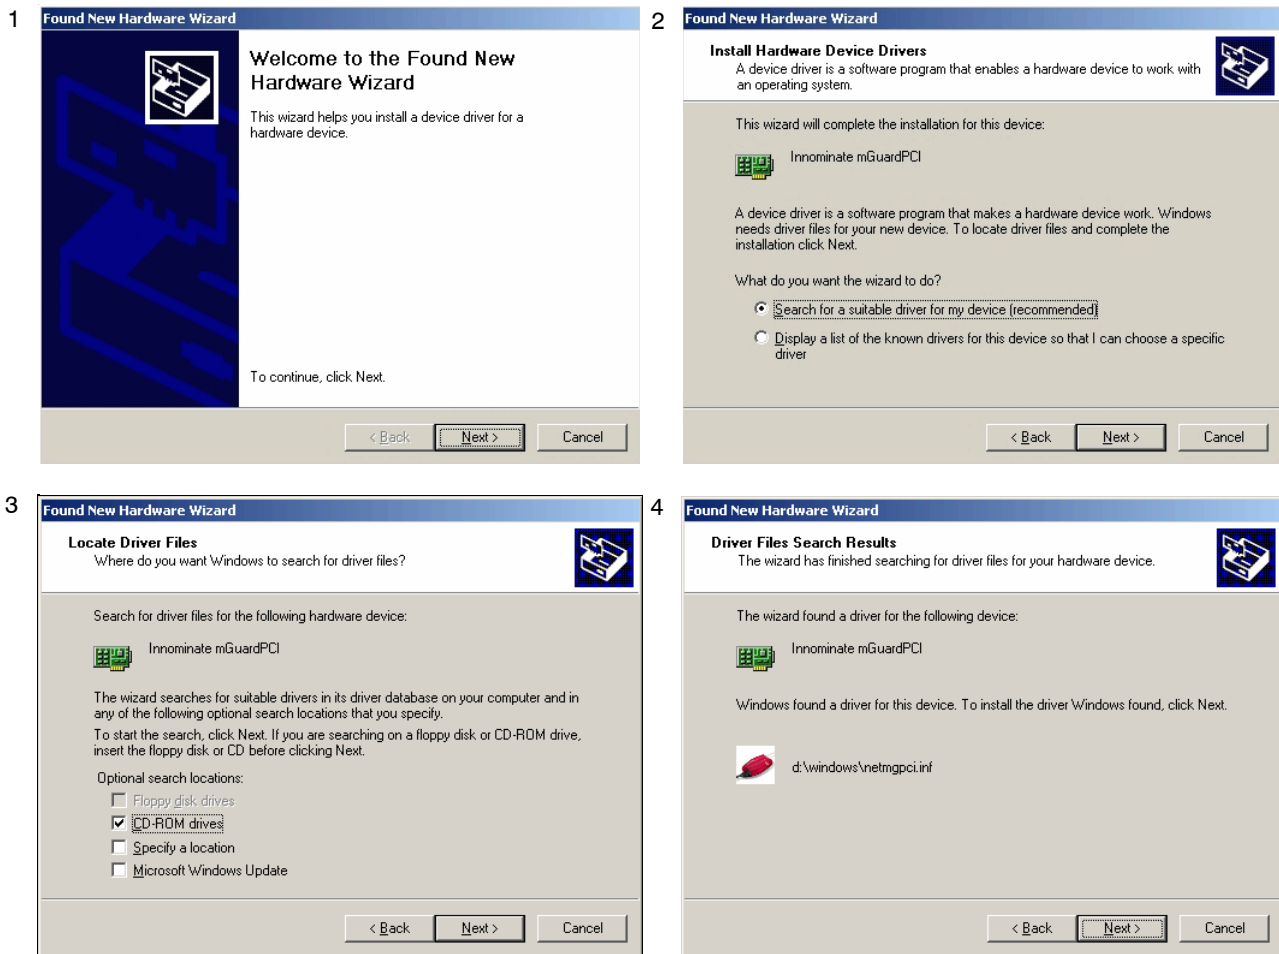 1
Found New Hardware Wizard
Welcome to the Found New
Hardware Wizard
This wizard helps you install a device driver for a
hardware device.
To continue, click Next.
< Back
Next >
Cancel
2
Found New Hardware Wizard
Install Hardware Device Drivers
A device driver is a software program that enables a hardware device to work with
an operating system.
This wizard will complete the installation for this device:
Innominate mGuardPCI
A device driver is a software program that makes a hardware device work. Windows
needs driver files for your new device. To locate driver files and complete the
installation click Next.
What do you want the wizard to do?
Search for a suitable driver for my device (recommended)
Display a list of the known drivers for this device so that I can choose a specific
driver
< Back
Next >
Cancel
3
Found New Hardware Wizard
Locate Driver Files
Where do you want Windows to search for driver files?
Search for driver files for the following hardware device:
Innominate mGuardPCI
The wizard searches for suitable drivers in its driver database on your computer and in
any of the following optional search locations that you specify.
To start the search, click Next. If you are searching on a floppy disk or CD-ROM drive,
insert the floppy disk or CD before clicking Next.
Optional search locations:
Floppy disk drives
CD-ROM drives
Specify a location
Microsoft Windows Update
< Back
Next >
Cancel
4
Found New Hardware Wizard
Driver Files Search Results
The wizard has finished searching for driver files for your hardware device.
The wizard found a driver for the following device:
Innominate mGuardPCI
Windows found a driver for this device. To install the driver Windows found, click Next.
d:\windows\netmgpci.inf
< Back
Next >
Cancel